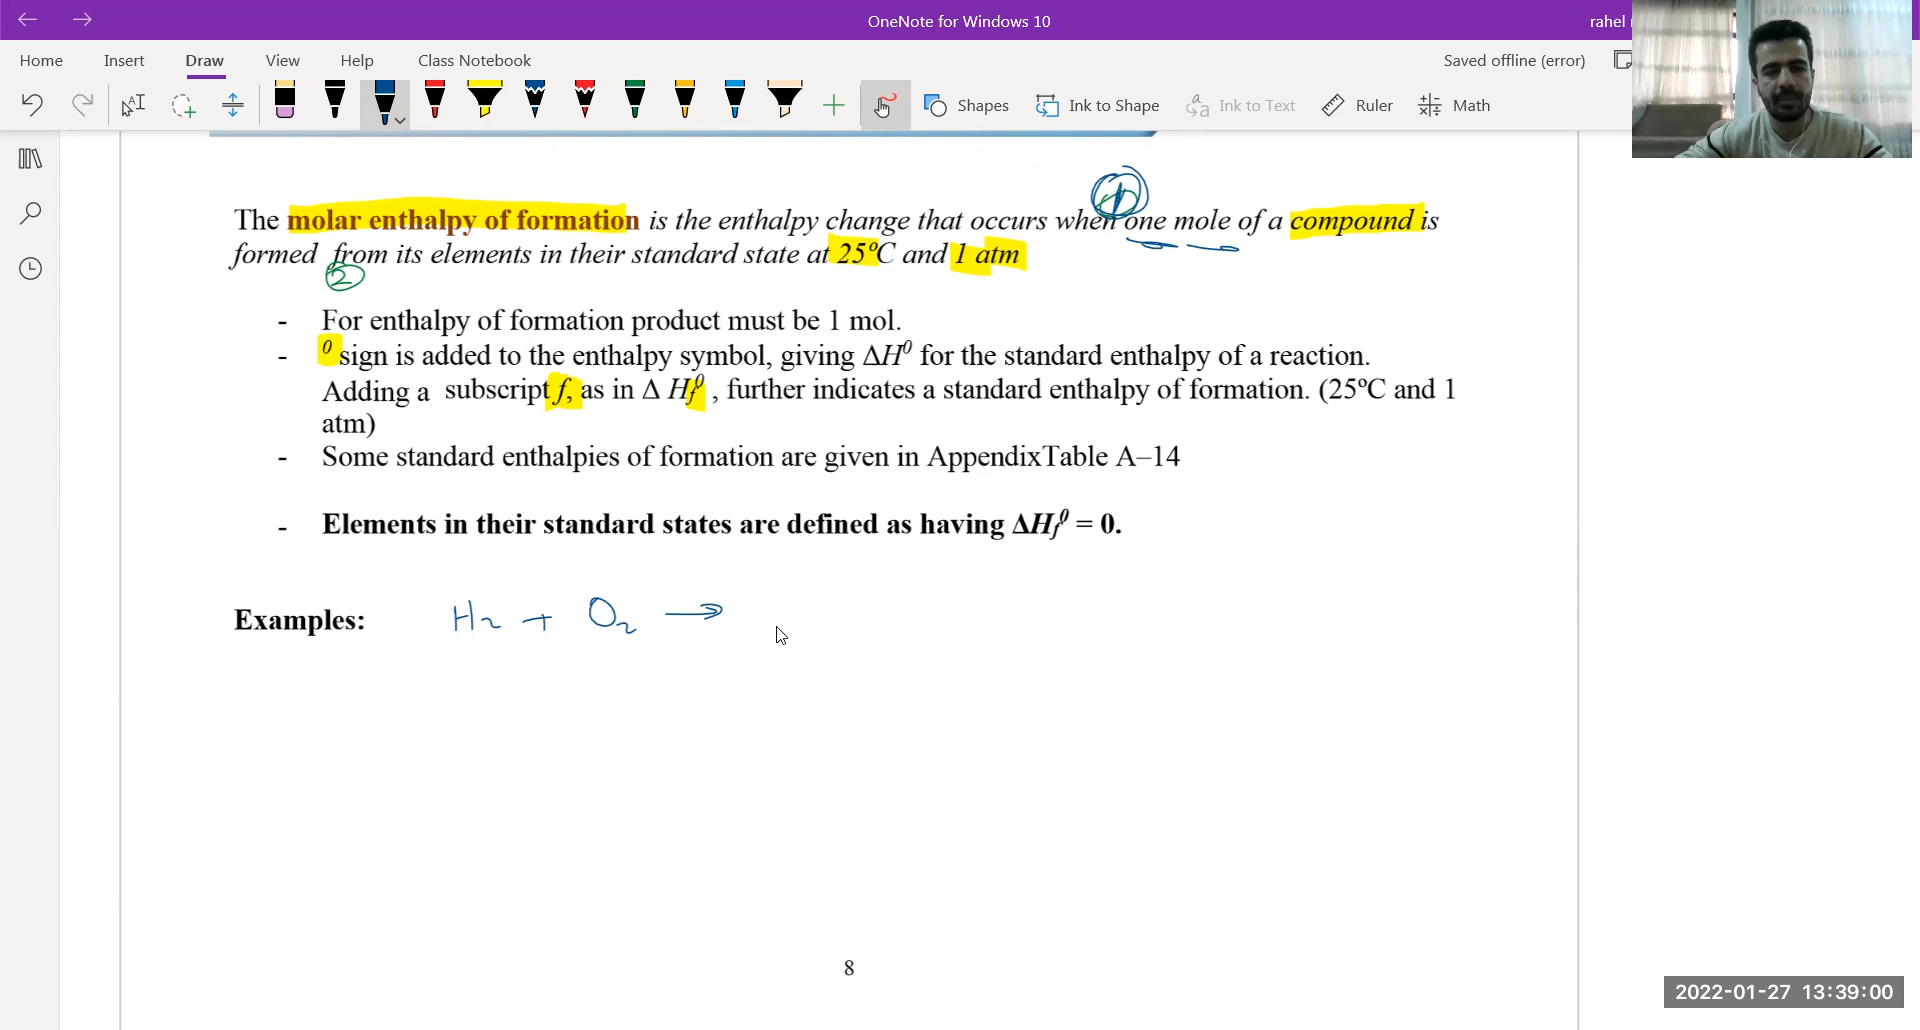 OneNote for Windows 10
rahel
Home Insert Draw View Help Class Notebook
Saved offline (error)
Shapes Ink to Shape Ink to Text Ruler Math
1
The molar enthalpy of formation is the enthalpy change that occurs when one mole of a compound is
formed from its elements in their standard state at 25ºC and 1 atm
2
- For enthalpy of formation product must be 1 mol.
- ⁰ sign is added to the enthalpy symbol, giving ΔH⁰ for the standard enthalpy of a reaction.
Adding a subscript f, as in Δ Hf⁰ , further indicates a standard enthalpy of formation. (25ºC and 1
atm)
- Some standard enthalpies of formation are given in AppendixTable A–14
- Elements in their standard states are defined as having ΔHf⁰ = 0.
Examples: H₂ + O₂ →
8
2022-01-27 13:39:00